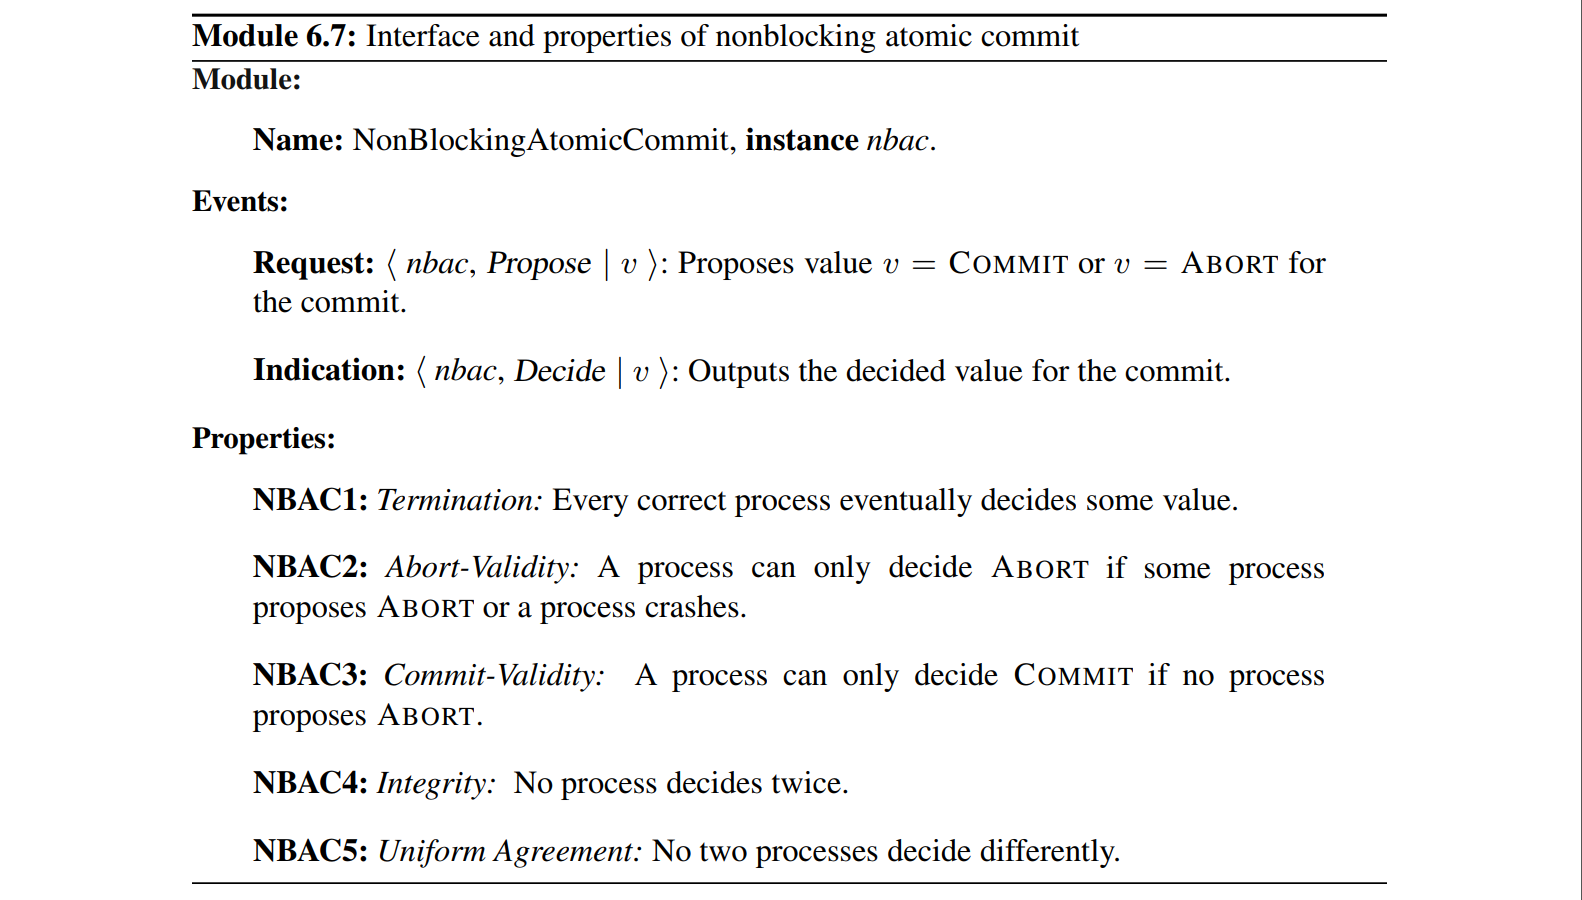 Module 6.7: Interface and properties of nonblocking atomic commit
Module:
Name: NonBlockingAtomicCommit, instance nbac.
Events:
Request: ⟨ nbac, Propose | v ⟩: Proposes value v = COMMIT or v = ABORT for
the commit.
Indication: ⟨ nbac, Decide | v ⟩: Outputs the decided value for the commit.
Properties:
NBAC1: Termination: Every correct process eventually decides some value.
NBAC2: Abort-Validity: A process can only decide ABORT if some process
proposes ABORT or a process crashes.
NBAC3: Commit-Validity: A process can only decide COMMIT if no process
proposes ABORT.
NBAC4: Integrity: No process decides twice.
NBAC5: Uniform Agreement: No two processes decide differently.